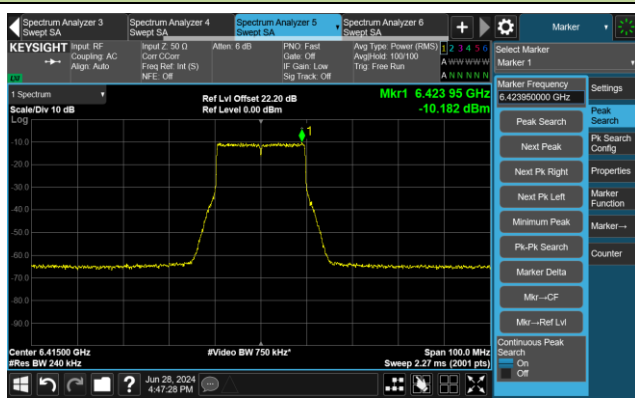 Spectrum Analyzer 3
Swept SA
Spectrum Analyzer 4
Swept SA
Spectrum Analyzer 5
Swept SA
Spectrum Analyzer 6
Swept SA
+
Marker
KEYSIGHT
Input: RF
Coupling: AC
Align: Auto
Input Z: 50 Ω
Corr CCorr
Freq Ref: Int (S)
NFE: Off
Atten: 6 dB
PNO: Fast
Gate: Off
IF Gain: Low
Sig Track: Off
Avg Type: Power (RMS)
Avg|Hold: 100/100
Trig: Free Run
1 2 3 4 5 6
A W W W W W
A N N N N N
Select Marker
Marker 1
1 Spectrum
Scale/Div 10 dB
Log
Ref Lvl Offset 22.20 dB
Ref Level 0.00 dBm
Mkr1 6.423 95 GHz
-10.182 dBm
1
-10.0
-20.0
-30.0
-40.0
-50.0
-60.0
-70.0
-80.0
-90.0
Center 6.41500 GHz
#Res BW 240 kHz
#Video BW 750 kHz*
Span 100.0 MHz
Sweep 2.27 ms (2001 pts)
Marker Frequency
6.423950000 GHz
Peak Search
Next Peak
Next Pk Right
Next Pk Left
Minimum Peak
Pk-Pk Search
Marker Delta
Mkr→CF
Mkr→Ref Lvl
Continuous Peak
Search
On
Off
Settings
Peak
Search
Pk Search
Config
Properties
Marker
Function
Marker→
Counter
?
Jun 28, 2024
4:47:28 PM